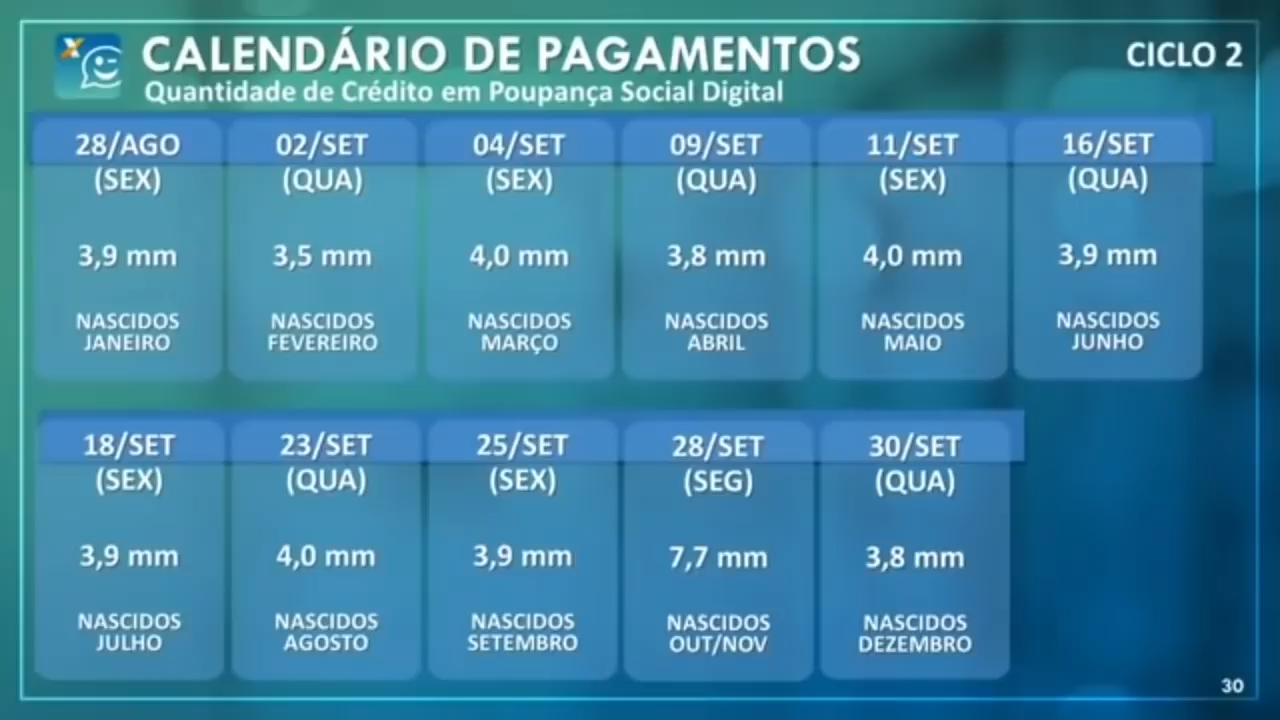 CALENDÁRIO DE PAGAMENTOS
CICLO 2
Quantidade de Crédito em Poupança Social Digital
28/AGO
(SEX)
3,9 mm
NASCIDOS
JANEIRO
02/SET
(QUA)
3,5 mm
NASCIDOS
FEVEREIRO
04/SET
(SEX)
4,0 mm
NASCIDOS
MARÇO
09/SET
(QUA)
3,8 mm
NASCIDOS
ABRIL
11/SET
(SEX)
4,0 mm
NASCIDOS
MAIO
16/SET
(QUA)
3,9 mm
NASCIDOS
JUNHO
18/SET
(SEX)
3,9 mm
NASCIDOS
JULHO
23/SET
(QUA)
4,0 mm
NASCIDOS
AGOSTO
25/SET
(SEX)
3,9 mm
NASCIDOS
SETEMBRO
28/SET
(SEG)
7,7 mm
NASCIDOS
OUT/NOV
30/SET
(QUA)
3,8 mm
NASCIDOS
DEZEMBRO
30